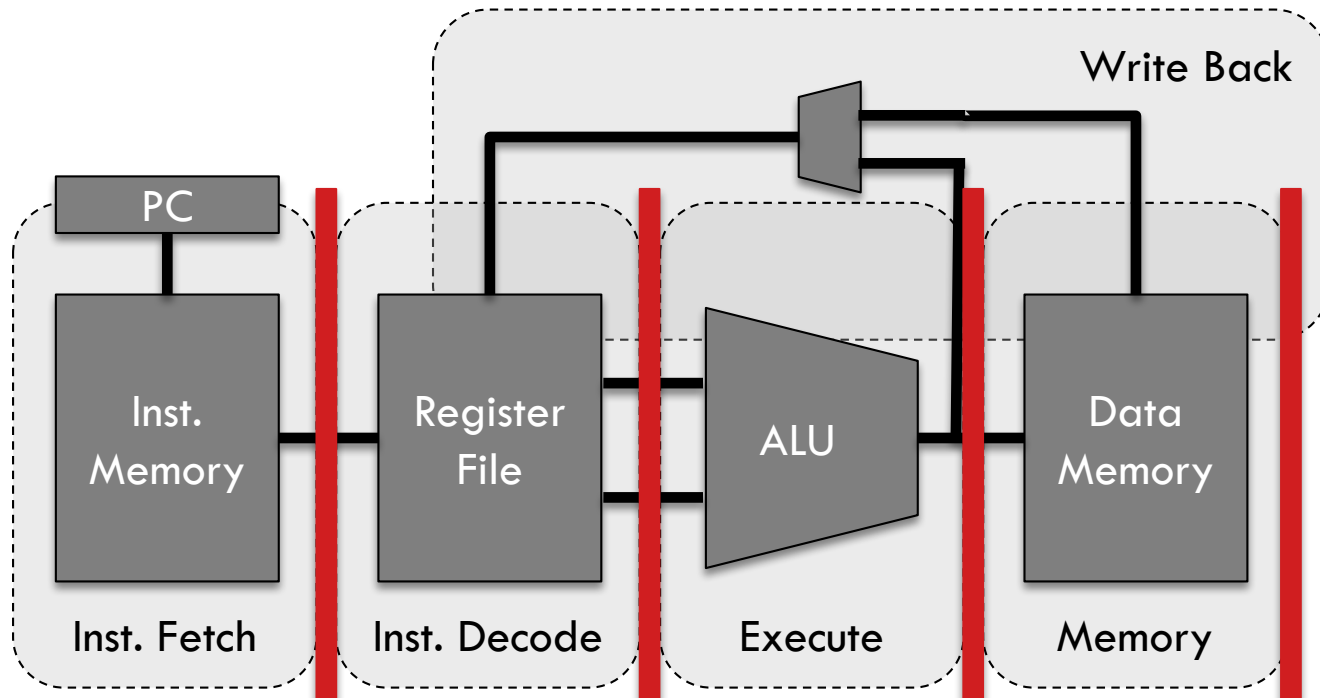 Write Back
PC
Inst.
Memory
Register
File
ALU
Data
Memory
Inst. Fetch
Inst. Decode
Execute
Memory